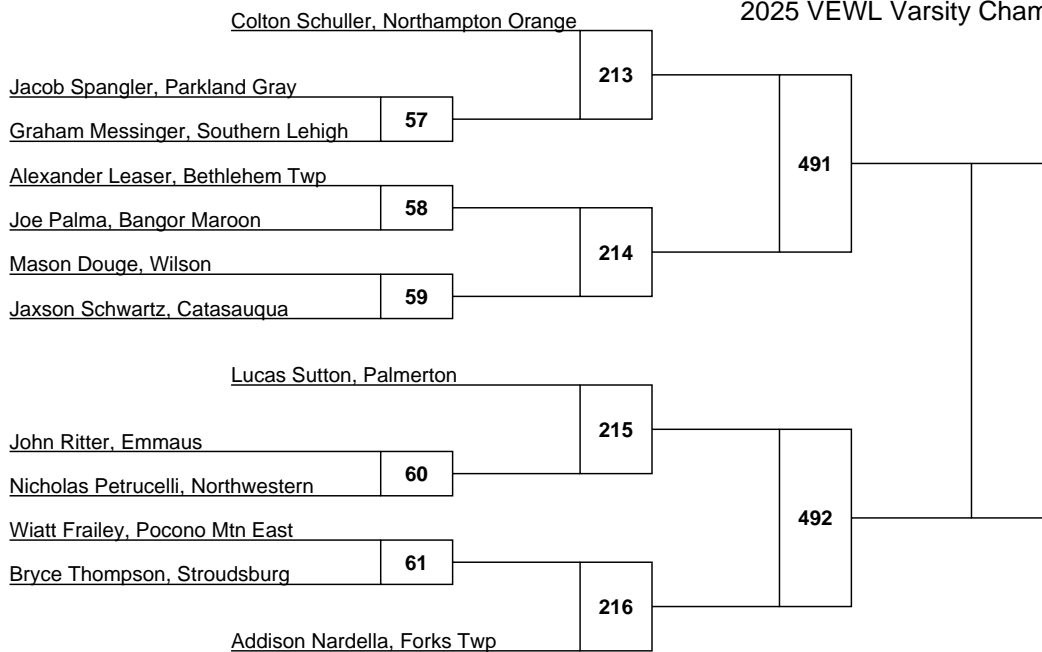 2025 VEWL Varsity Cham
Colton Schuller, Northampton Orange
213
Jacob Spangler, Parkland Gray
57
Graham Messinger, Southern Lehigh
491
Alexander Leaser, Bethlehem Twp
58
Joe Palma, Bangor Maroon
214
Mason Douge, Wilson
59
Jaxson Schwartz, Catasauqua
Lucas Sutton, Palmerton
215
John Ritter, Emmaus
60
Nicholas Petrucelli, Northwestern
492
Wiatt Frailey, Pocono Mtn East
61
Bryce Thompson, Stroudsburg
216
Addison Nardella, Forks Twp